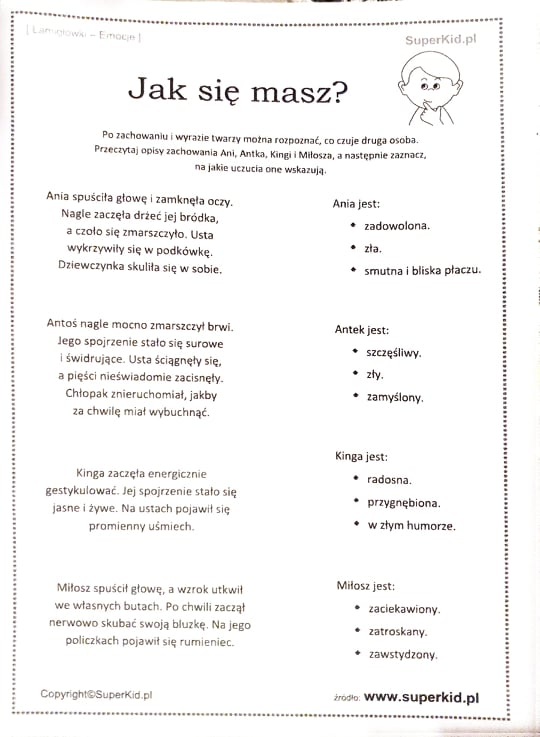 [ Łamigłówki – Emocje ]
SuperKid.pl
Jak się masz?
Po zachowaniu i wyrazie twarzy można rozpoznać, co czuje druga osoba.
Przeczytaj opisy zachowania Ani, Antka, Kingi i Miłosza, a następnie zaznacz,
na jakie uczucia one wskazują.
Ania spuściła głowę i zamknęła oczy.
Nagle zaczęła drżeć jej bródka,
a czoło się zmarszczyło. Usta
wykrzywiły się w podkówkę.
Dziewczynka skuliła się w sobie.
Ania jest:
• zadowolona.
• zła.
• smutna i bliska płaczu.
Antoś nagle mocno zmarszczył brwi.
Jego spojrzenie stało się surowe
i świdrujące. Usta ściągnęły się,
a pięści nieświadomie zacisnęły.
Chłopak znieruchomiał, jakby
za chwilę miał wybuchnąć.
Antek jest:
• szczęśliwy.
• zły.
• zamyślony.
Kinga zaczęła energicznie
gestykulować. Jej spojrzenie stało się
jasne i żywe. Na ustach pojawił się
promienny uśmiech.
Kinga jest:
• radosna.
• przygnębiona.
• w złym humorze.
Miłosz spuścił głowę, a wzrok utkwił
we własnych butach. Po chwili zaczął
nerwowo skubać swoją bluzkę. Na jego
policzkach pojawił się rumieniec.
Miłosz jest:
• zaciekawiony.
• zatroskany.
• zawstydzony.
Copyright©SuperKid.pl
źródło: www.superkid.pl